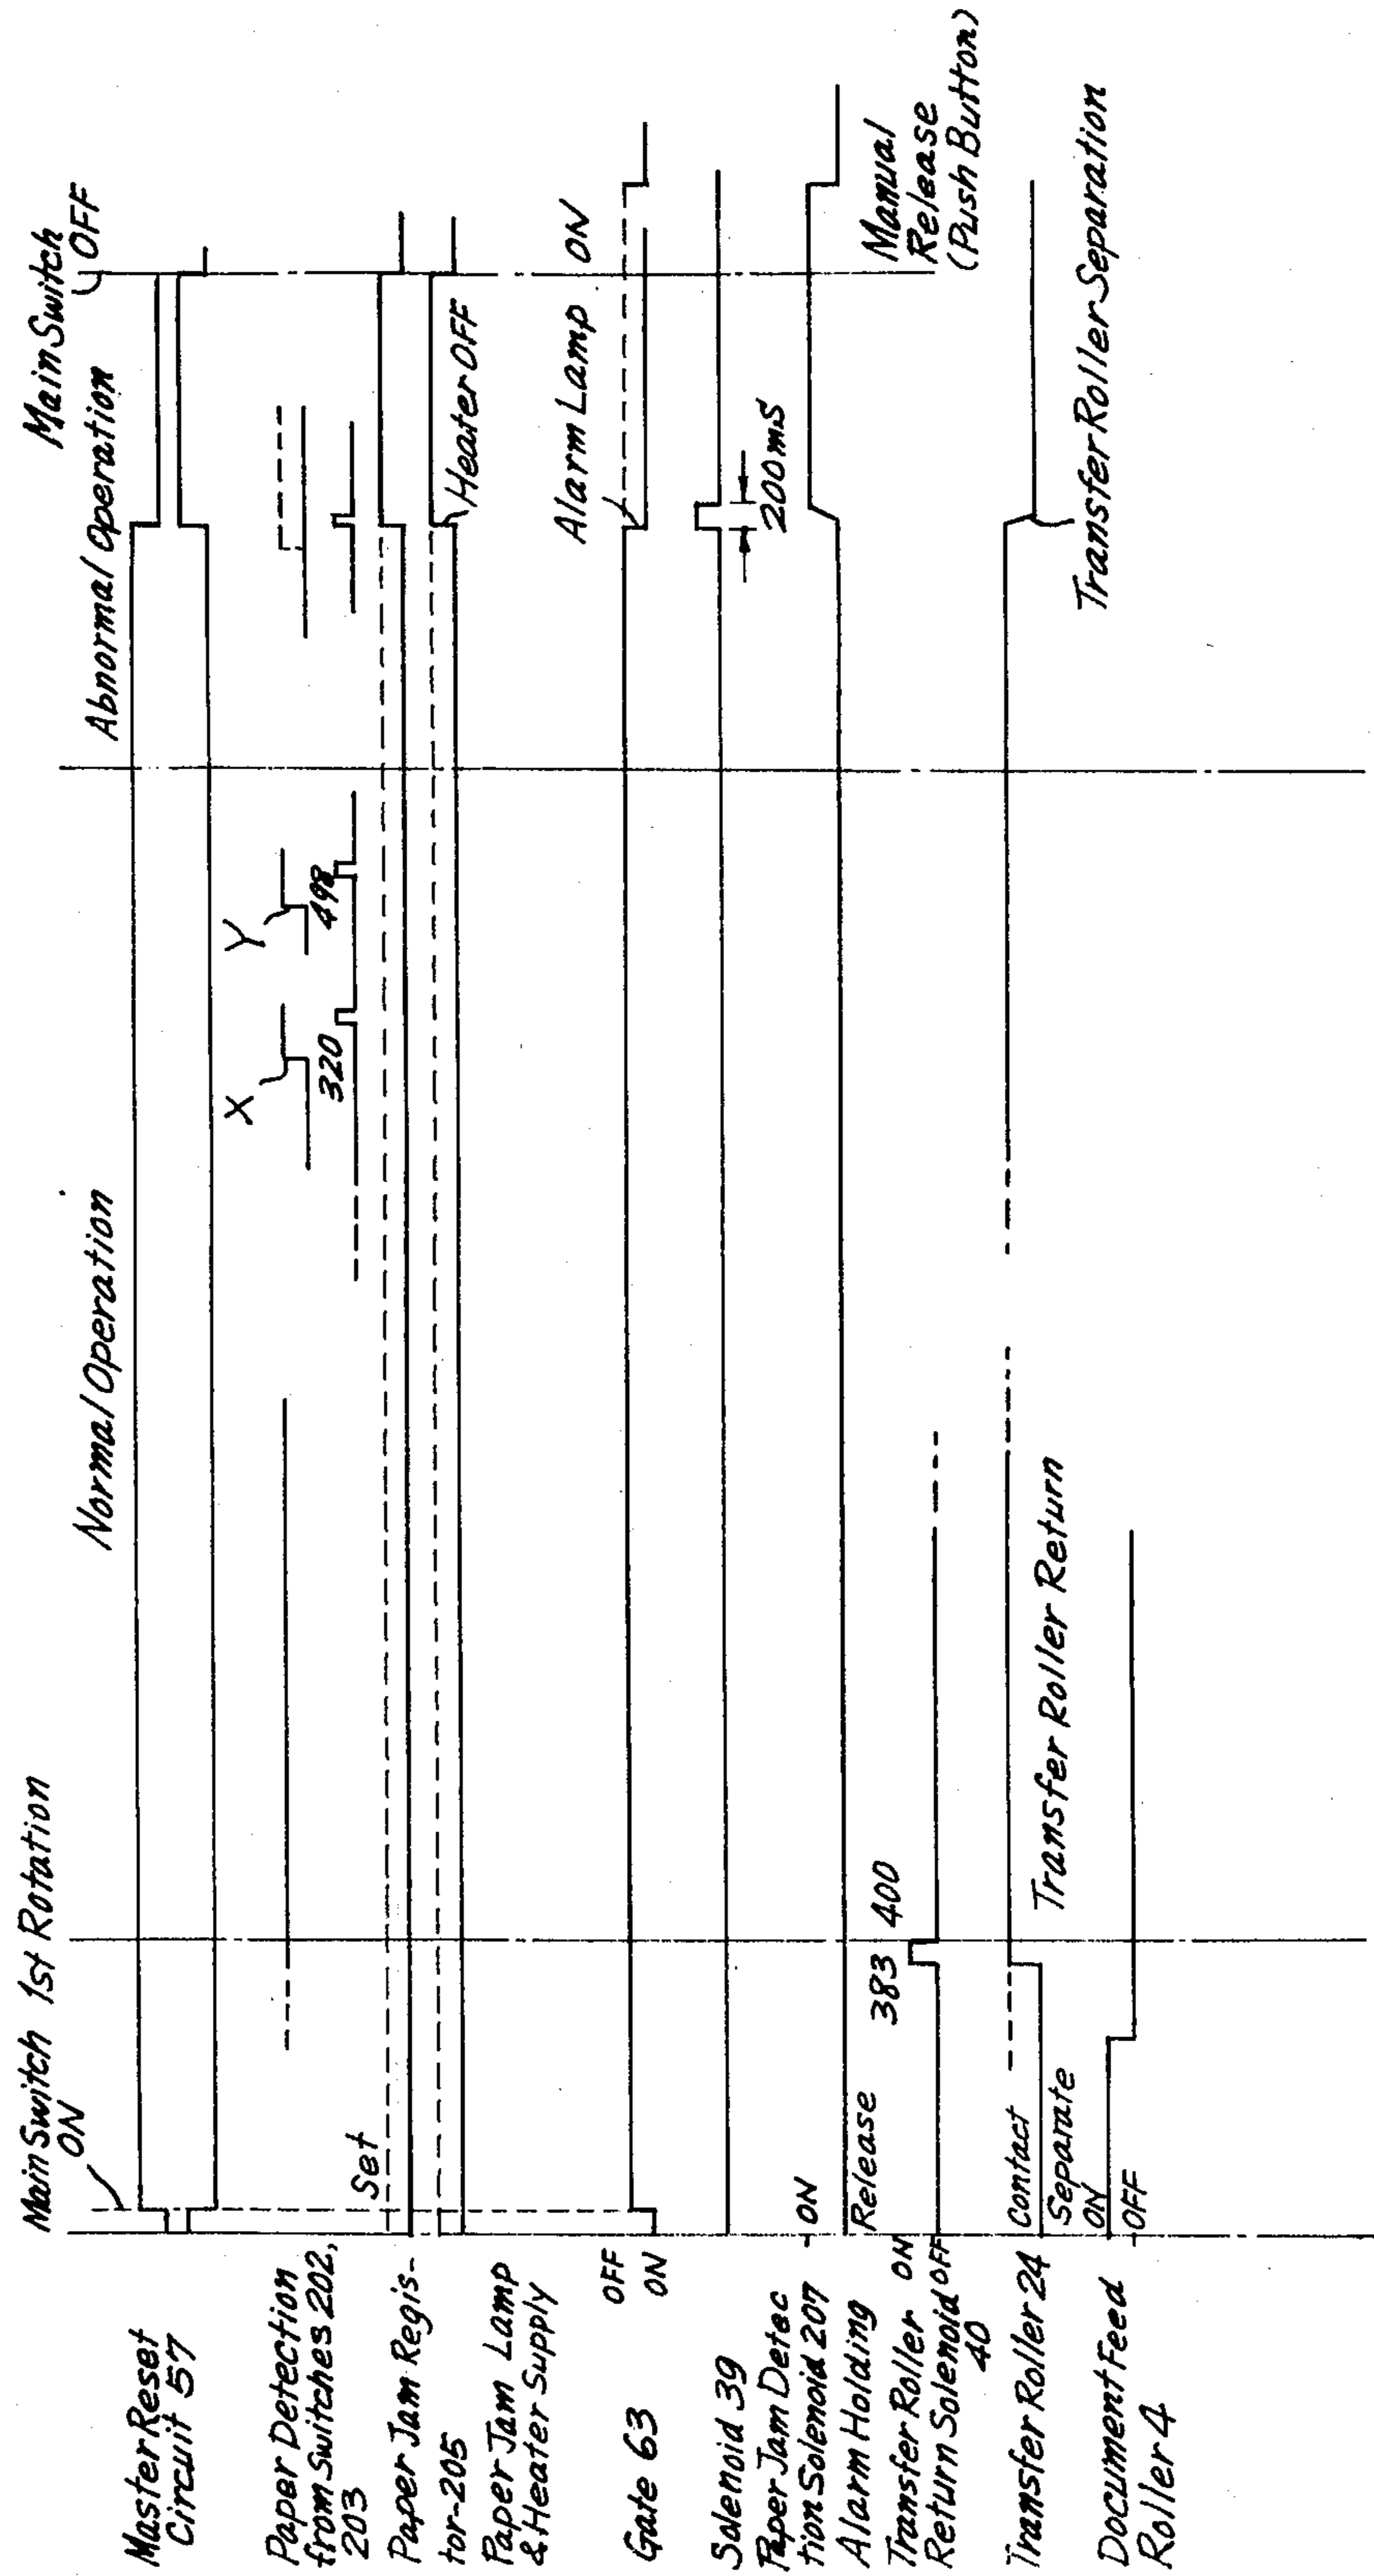 Main Switch 1st Rotation
ON
Normal Operation
Abnormal Operation
Main Switch
OFF
Master Reset
Circuit 57
Paper Detection
from Switches 202,
203
X
Y
320
498
Paper Jam Regis-
tor-205
Set
Paper Jam Lamp
& Heater Supply
Heater OFF
Gate 63
OFF
ON
Alarm Lamp ON
Solenoid 39
200ms
Paper Jam Detec
tion Solenoid 207
ON
Alarm Holding
Release
Manual
Release
(Push Button)
Transfer Roller
Return Solenoid
40
ON
OFF
383 400
Transfer Roller 24
Contact
Separate
Transfer Roller Return
Transfer Roller Separation
Document Feed
Roller 4
ON
OFF